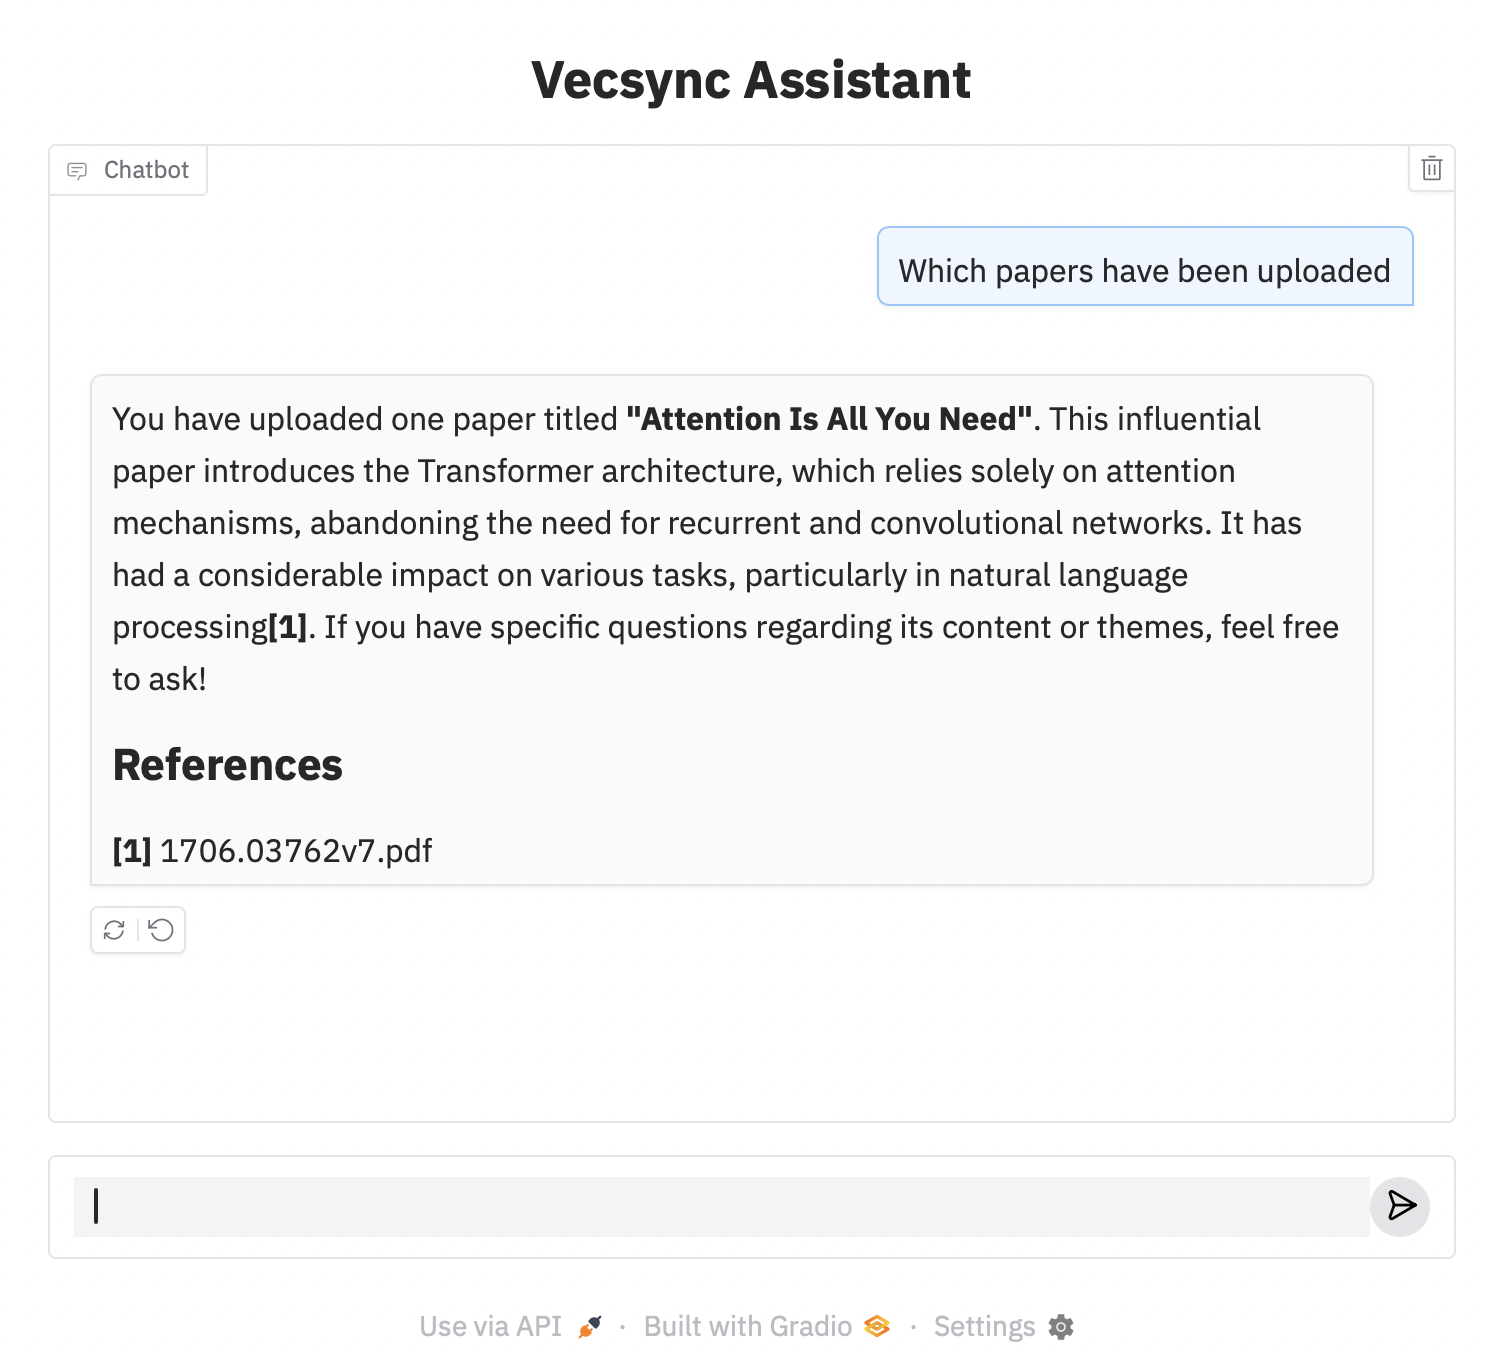 Vecsync Assistant
Chatbot
Which papers have been uploaded
You have uploaded one paper titled "Attention Is All You Need". This influential
paper introduces the Transformer architecture, which relies solely on attention
mechanisms, abandoning the need for recurrent and convolutional networks. It has
had a considerable impact on various tasks, particularly in natural language
processing[1]. If you have specific questions regarding its content or themes, feel free
to ask!
References
[1] 1706.03762v7.pdf
Use via API · Built with Gradio · Settings